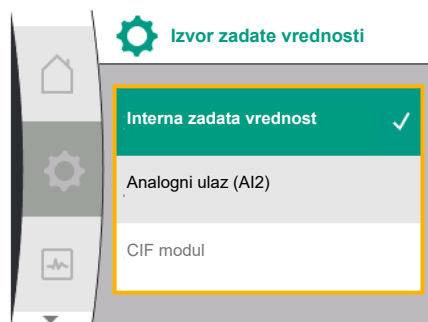 Izvor zadate vrednosti
Interna zadata vrednost
Analogni ulaz (AI2)
CIF modul